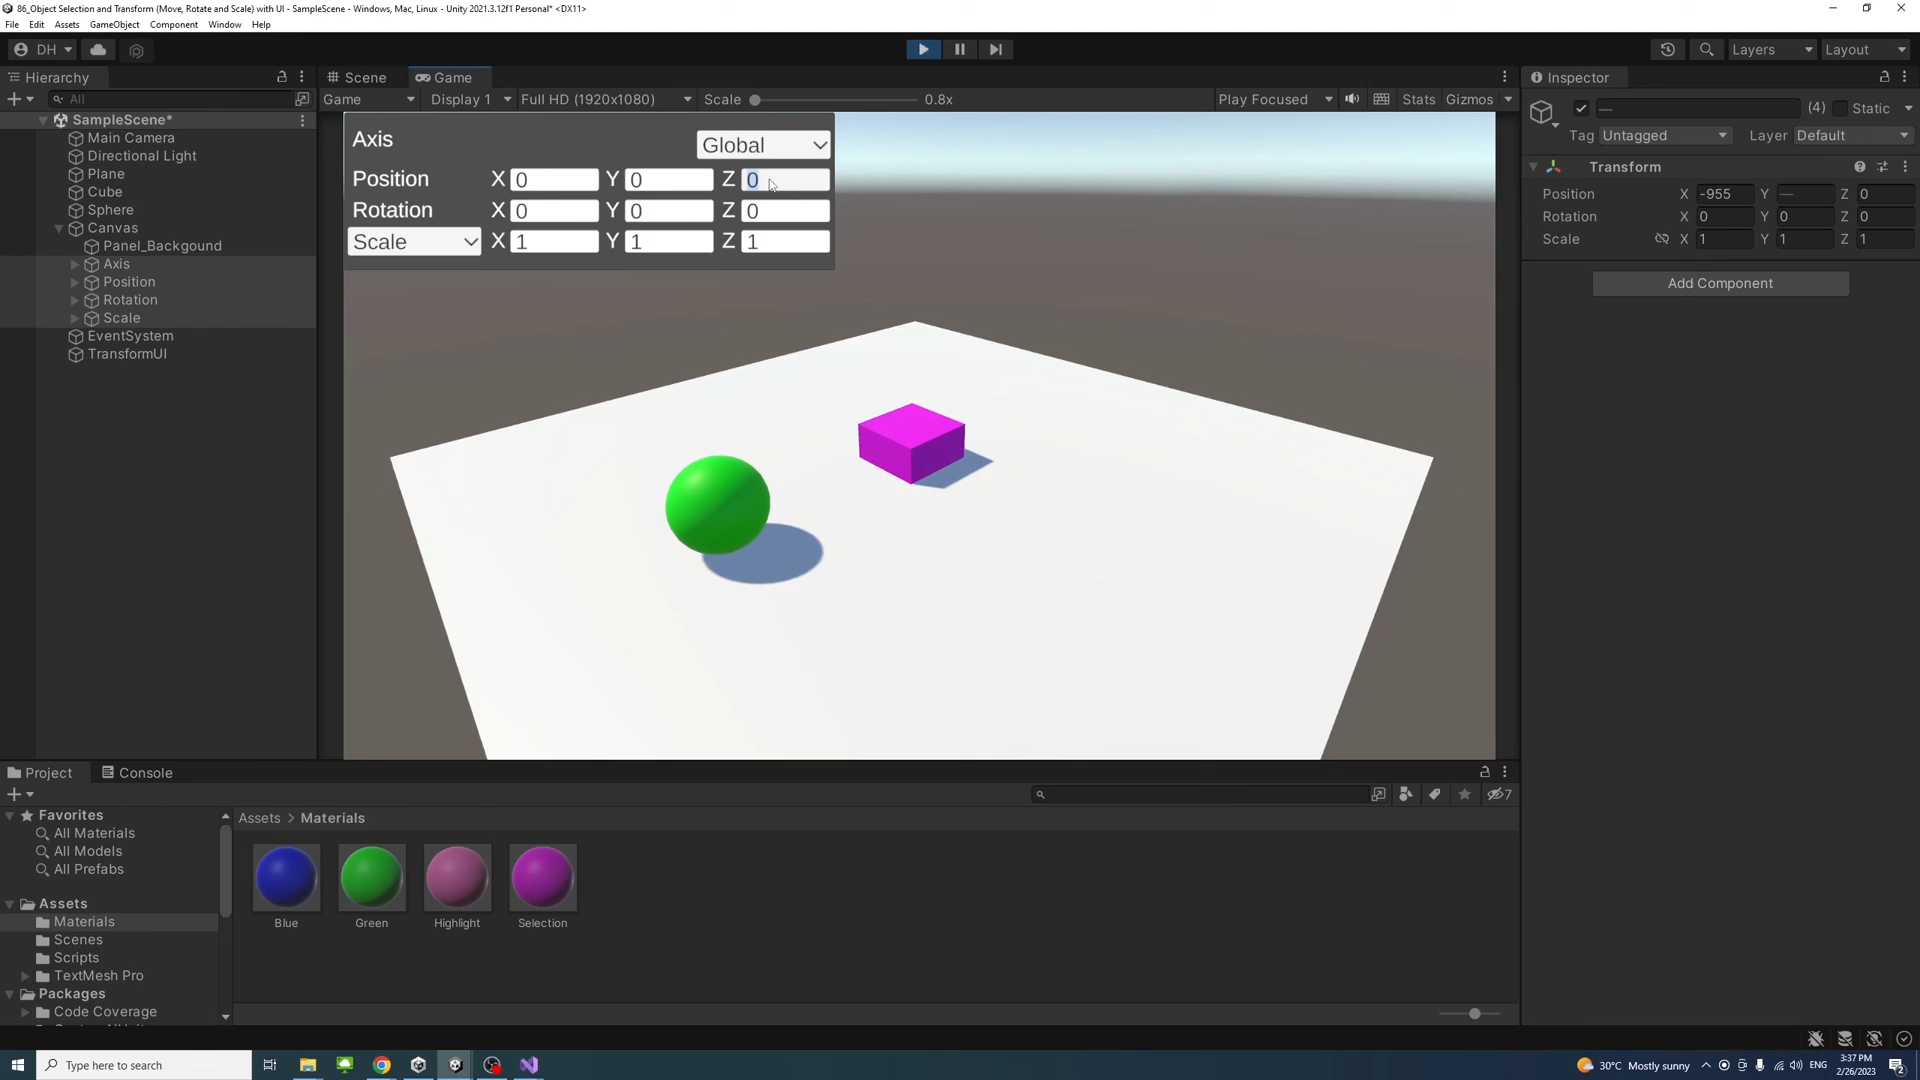 86_Object Selection and Transform (Move, Rotate and Scale) with UI - SampleScene - Windows, Mac, Linux - Unity 2021.3.12f1 Personal* <DX11>
File Edit Assets GameObject Component Window Help
DH Layers Layout
Hierarchy Scene Game Inspector
All Game Display 1 Full HD (1920x1080) Scale 0.8x Play Focused Stats Gizmos
— (4) Static
Tag Untagged Layer Default
SampleScene*
Main Camera
Directional Light
Plane
Cube
Sphere
Canvas
Panel_Backgound
Axis
Position
Rotation
Scale
EventSystem
TransformUI
Axis Global
Position X 0 Y 0 Z 0
Rotation X 0 Y 0 Z 0
Scale X 1 Y 1 Z 1
Transform
Position X -955 Y — Z 0
Rotation X 0 Y 0 Z 0
Scale X 1 Y 1 Z 1
Add Component
Project Console
7
Favorites
All Materials
All Models
All Prefabs
Assets
Materials
Scenes
Scripts
TextMesh Pro
Packages
Code Coverage
Assets > Materials
Blue Green Highlight Selection
Type here to search
30°C Mostly sunny
ENG
3:37 PM
2/26/2023
2